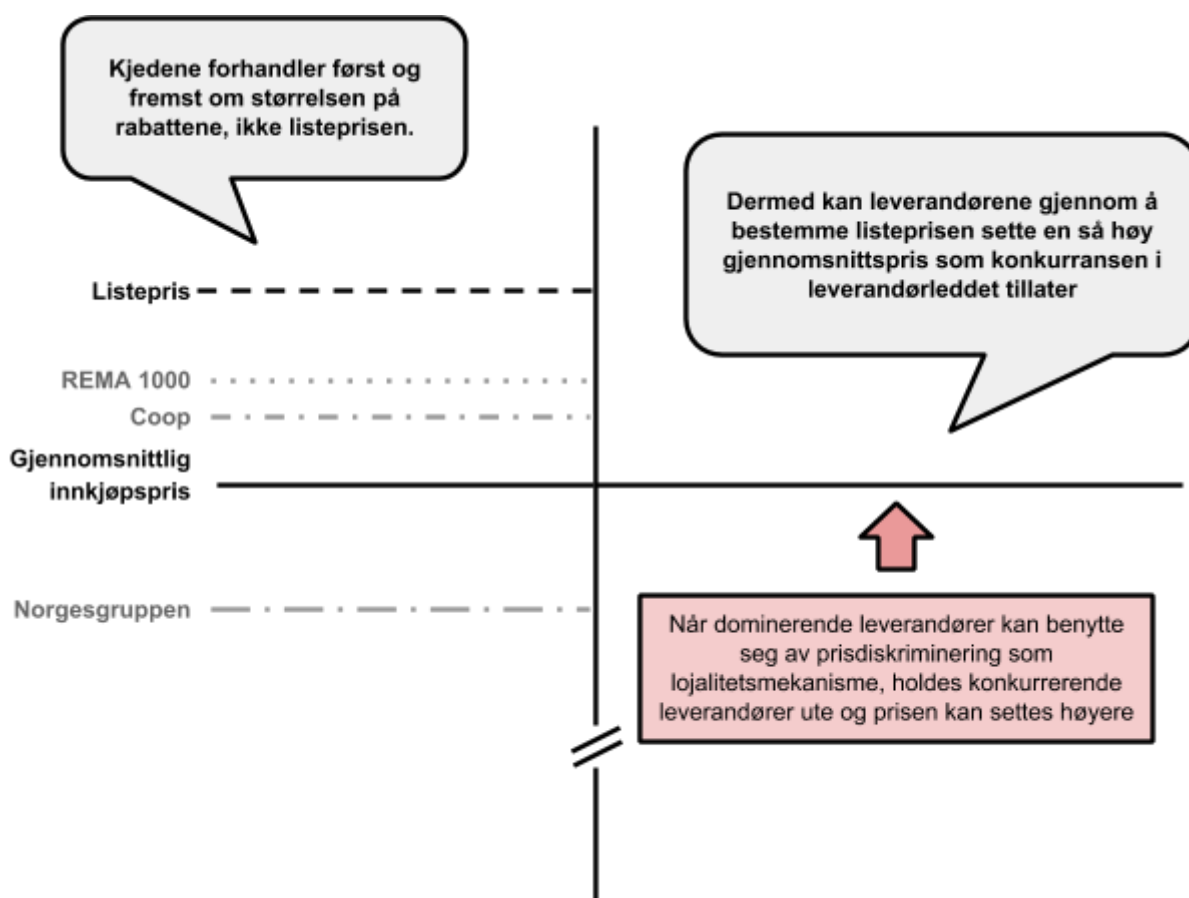 Kjedene forhandler først og
fremst om størrelsen på
rabattene, ikke listeprisen.
Dermed kan leverandørene gjennom å
bestemme listeprisen sette en så høy
gjennomsnittspris som konkurransen i
leverandørleddet tillater
Listepris
REMA 1000
Coop
Gjennomsnittlig
innkjøpspris
Norgesgruppen
Når dominerende leverandører kan benytte
seg av prisdiskriminering som
lojalitetsmekanisme, holdes konkurrerende
leverandører ute og prisen kan settes høyere